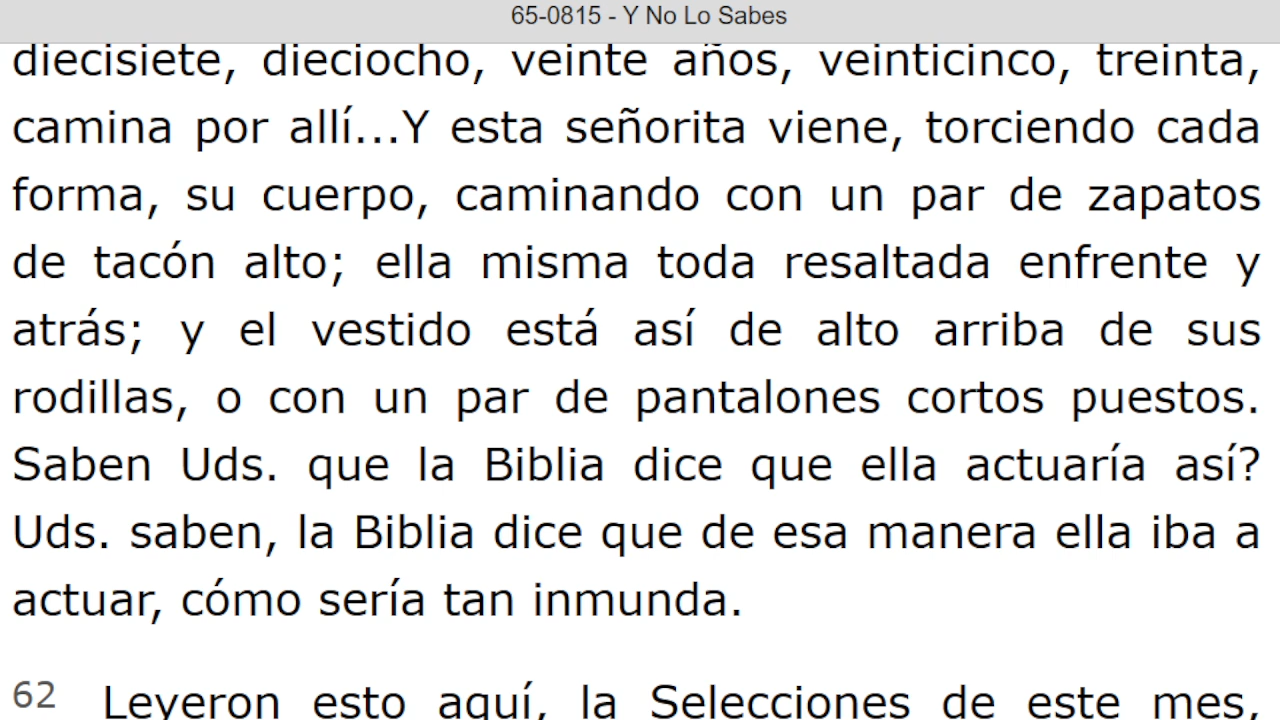 65-0815 - Y No Lo Sabes
diecisiete, dieciocho, veinte años, veinticinco, treinta,
camina por allí...Y esta señorita viene, torciendo cada
forma, su cuerpo, caminando con un par de zapatos
de tacón alto; ella misma toda resaltada enfrente y
atrás; y el vestido está así de alto arriba de sus
rodillas, o con un par de pantalones cortos puestos.
Saben Uds. que la Biblia dice que ella actuaría así?
Uds. saben, la Biblia dice que de esa manera ella iba a
actuar, cómo sería tan inmunda.
62 Leyeron esto aquí, la Selecciones de este mes,